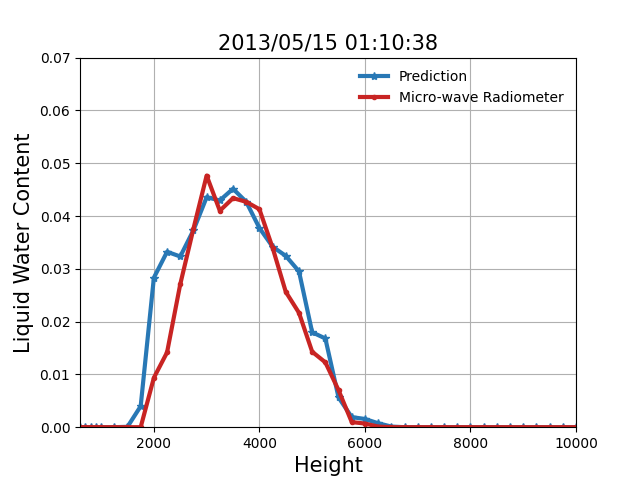 2013/05/15 01:10:38
Prediction
Micro-wave Radiometer
Liquid Water Content
0.07
0.06
0.05
0.04
0.03
0.02
0.01
0.00
2000 4000 6000 8000 10000
Height